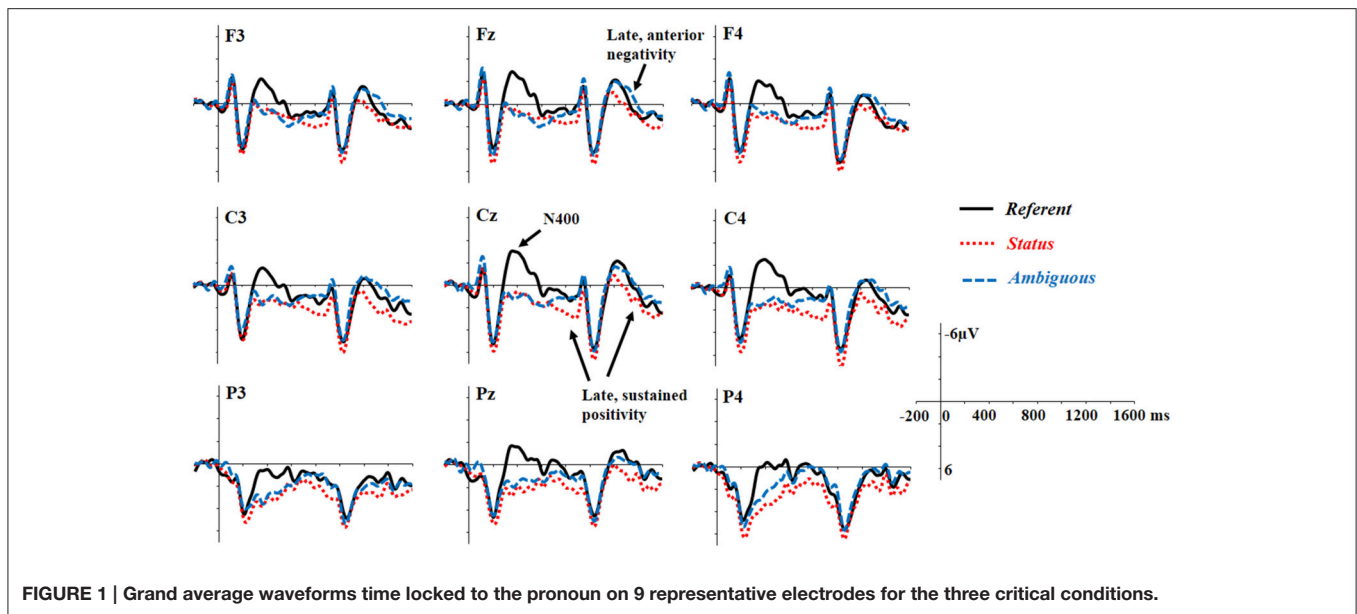 F3
Fz
Late, anterior
negativity
F4
C3
Cz
N400
C4
Referent
Status
Ambiguous
-6µV
P3
Pz
Late, sustained
positivity
P4
-200 0 400 800 1200 1600 ms
6
FIGURE 1 | Grand average waveforms time locked to the pronoun on 9 representative electrodes for the three critical conditions.